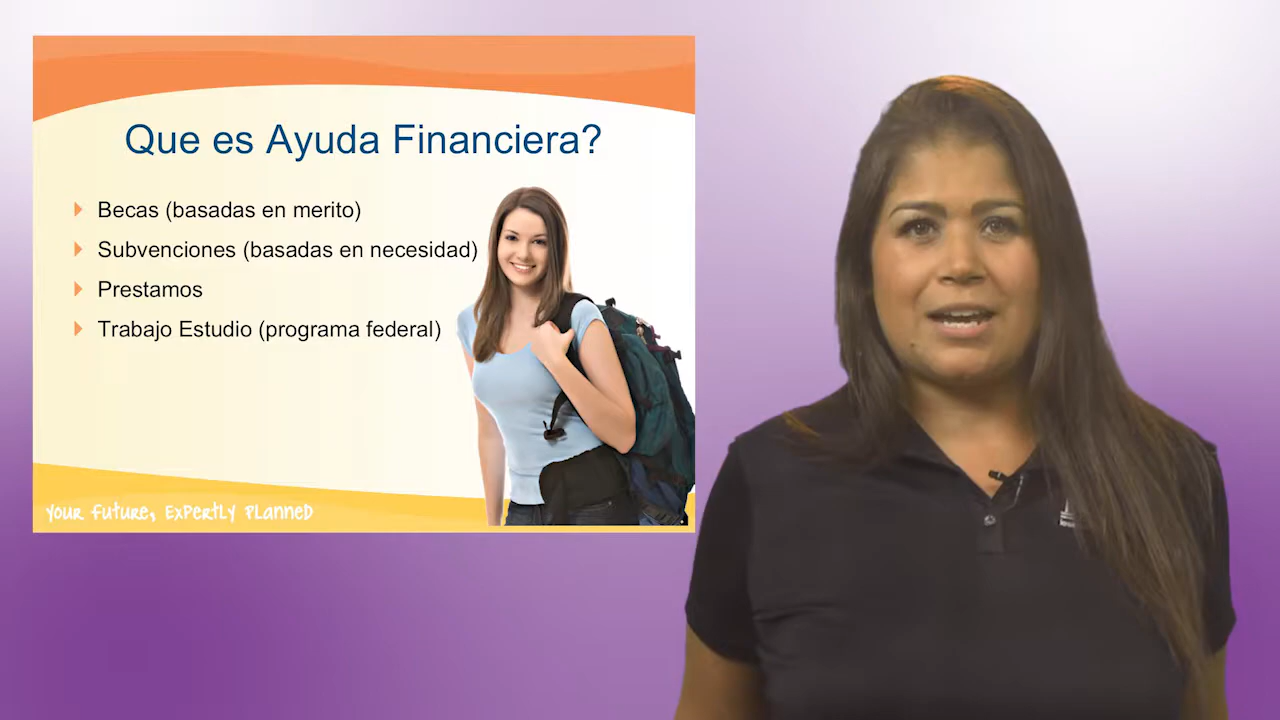 Que es Ayuda Financiera?
Becas (basadas en merito)
Subvenciones (basadas en necesidad)
Prestamos
Trabajo Estudio (programa federal)
Your Future, Expertly Planned